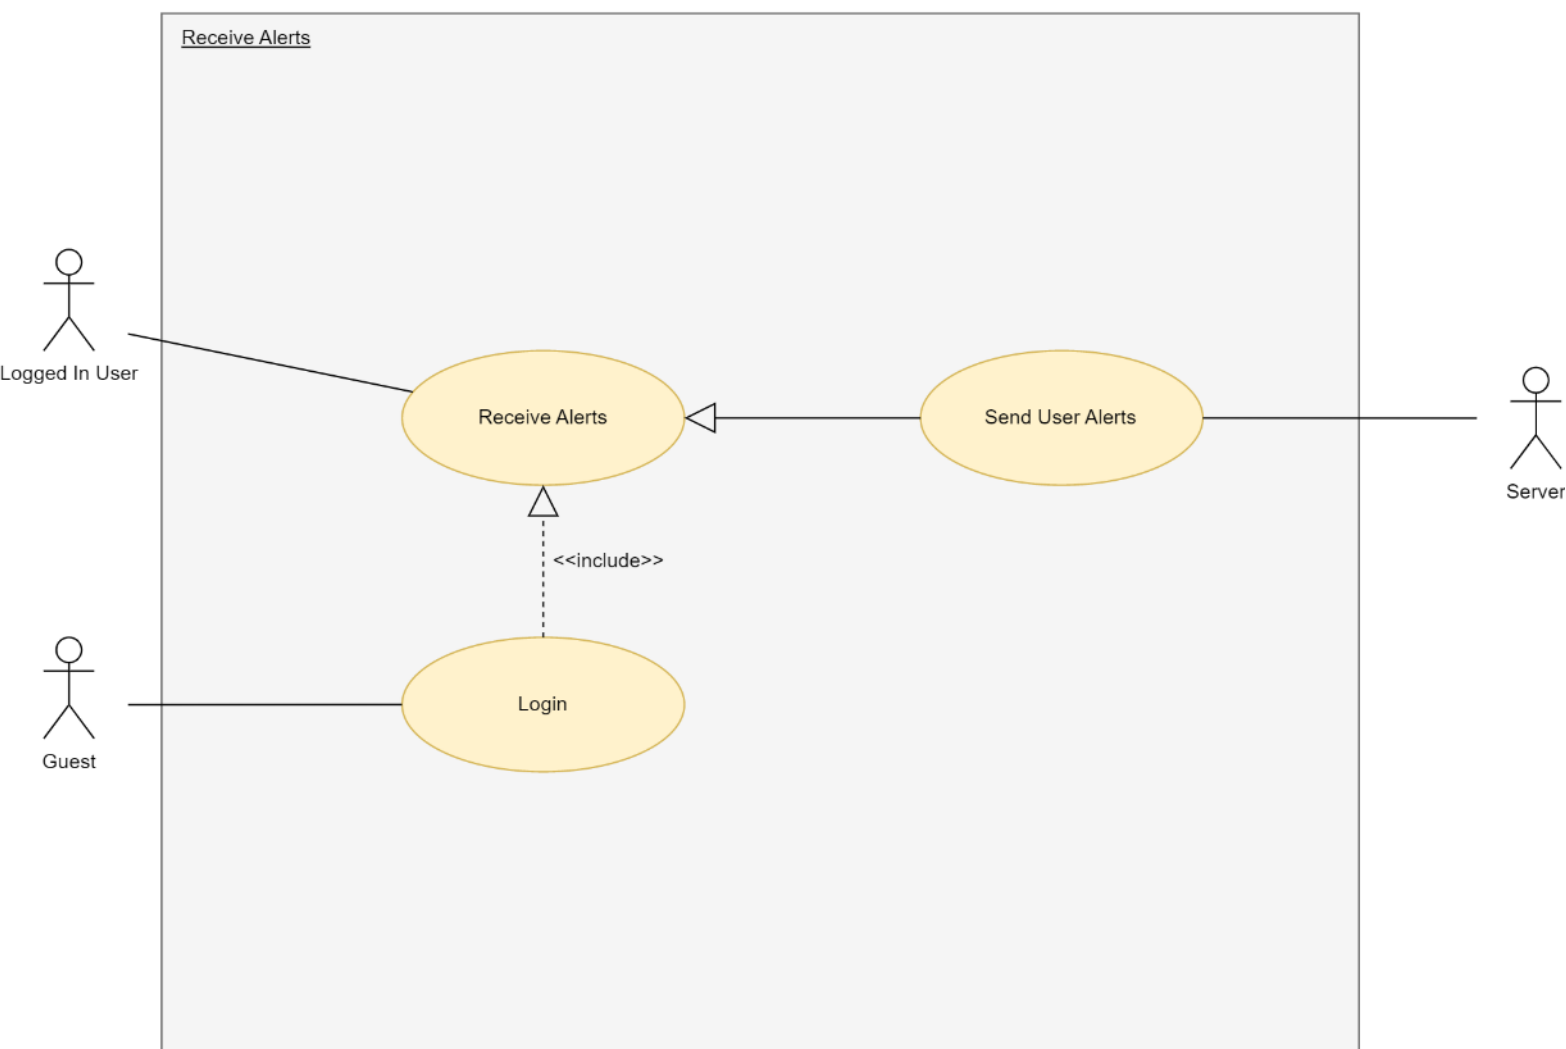 Receive Alerts
Logged In User
Receive Alerts
Send User Alerts
Server
<<include>>
Login
Guest